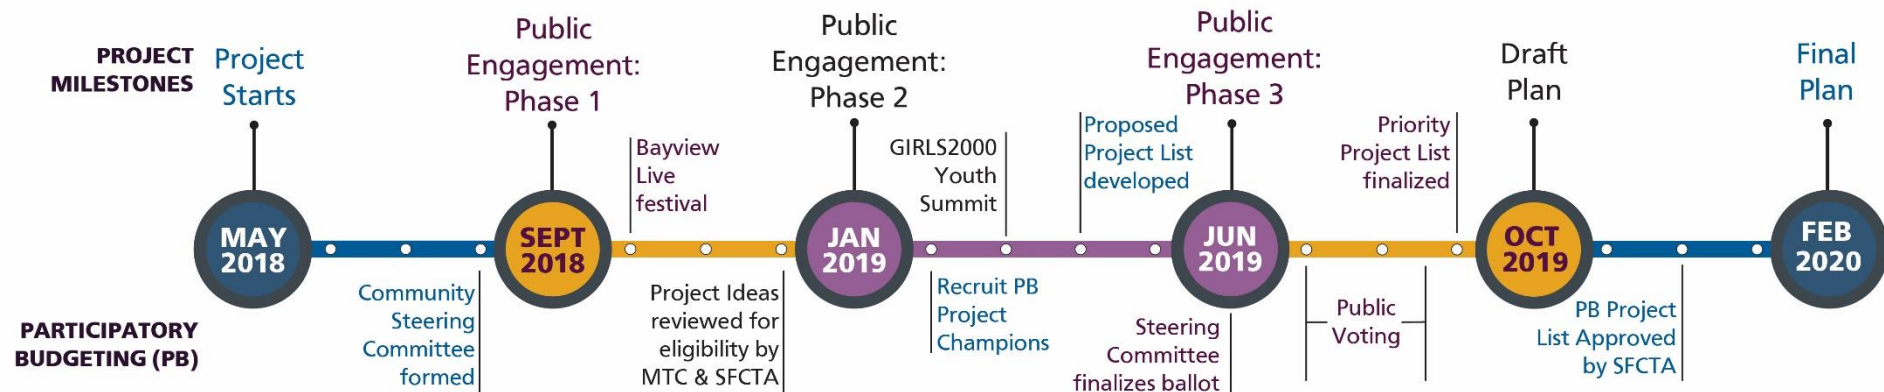 PROJECT
MILESTONES
Project
Starts
Public
Engagement:
Phase 1
Public
Engagement:
Phase 2
Public
Engagement:
Phase 3
Draft
Plan
Final
Plan
Bayview
Live
festival
GIRLS2000
Youth
Summit
Proposed
Project List
developed
Priority
Project List
finalized
MAY
2018
SEPT
2018
JAN
2019
JUN
2019
OCT
2019
FEB
2020
PARTICIPATORY
BUDGETING (PB)
Community
Steering
Committee
formed
Project Ideas
reviewed for
eligibility by
MTC & SFCTA
Recruit PB
Project
Champions
Steering
Committee
finalizes ballot
Public
Voting
PB Project
List Approved
by SFCTA